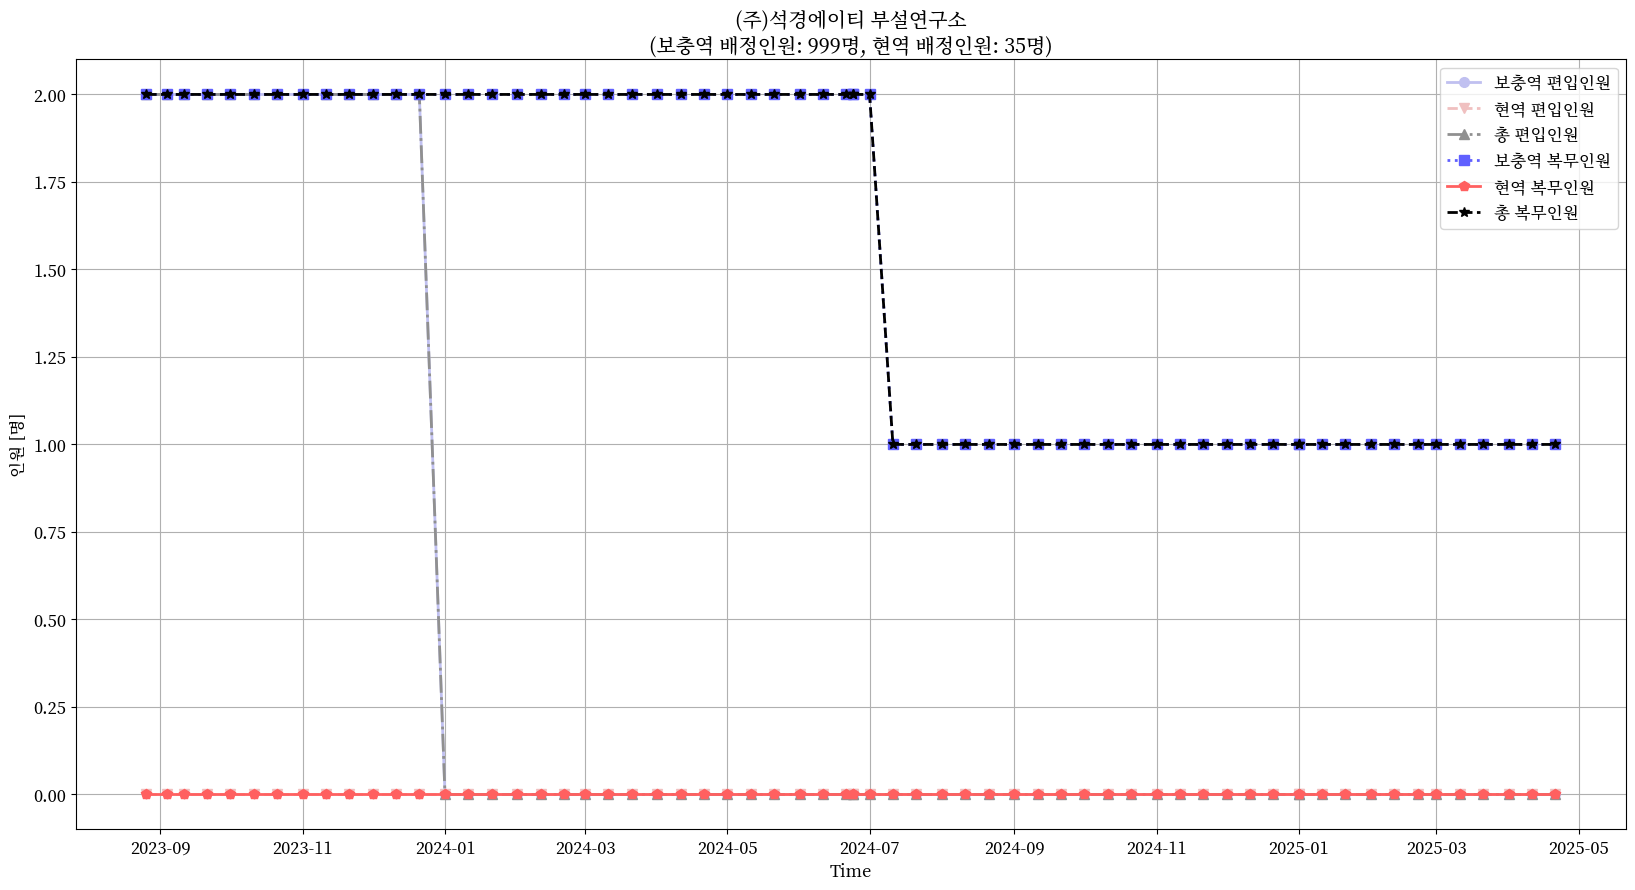 (주)석경에이티 부설연구소
(보충역 배정인원: 999명, 현역 배정인원: 35명)
보충역 편입인원
현역 편입인원
총 편입인원
보충역 복무인원
현역 복무인원
총 복무인원
인원 [명]
2.00
1.75
1.50
1.25
1.00
0.75
0.50
0.25
0.00
2023-09
2023-11
2024-01
2024-03
2024-05
2024-07
2024-09
2024-11
2025-01
2025-03
2025-05
Time